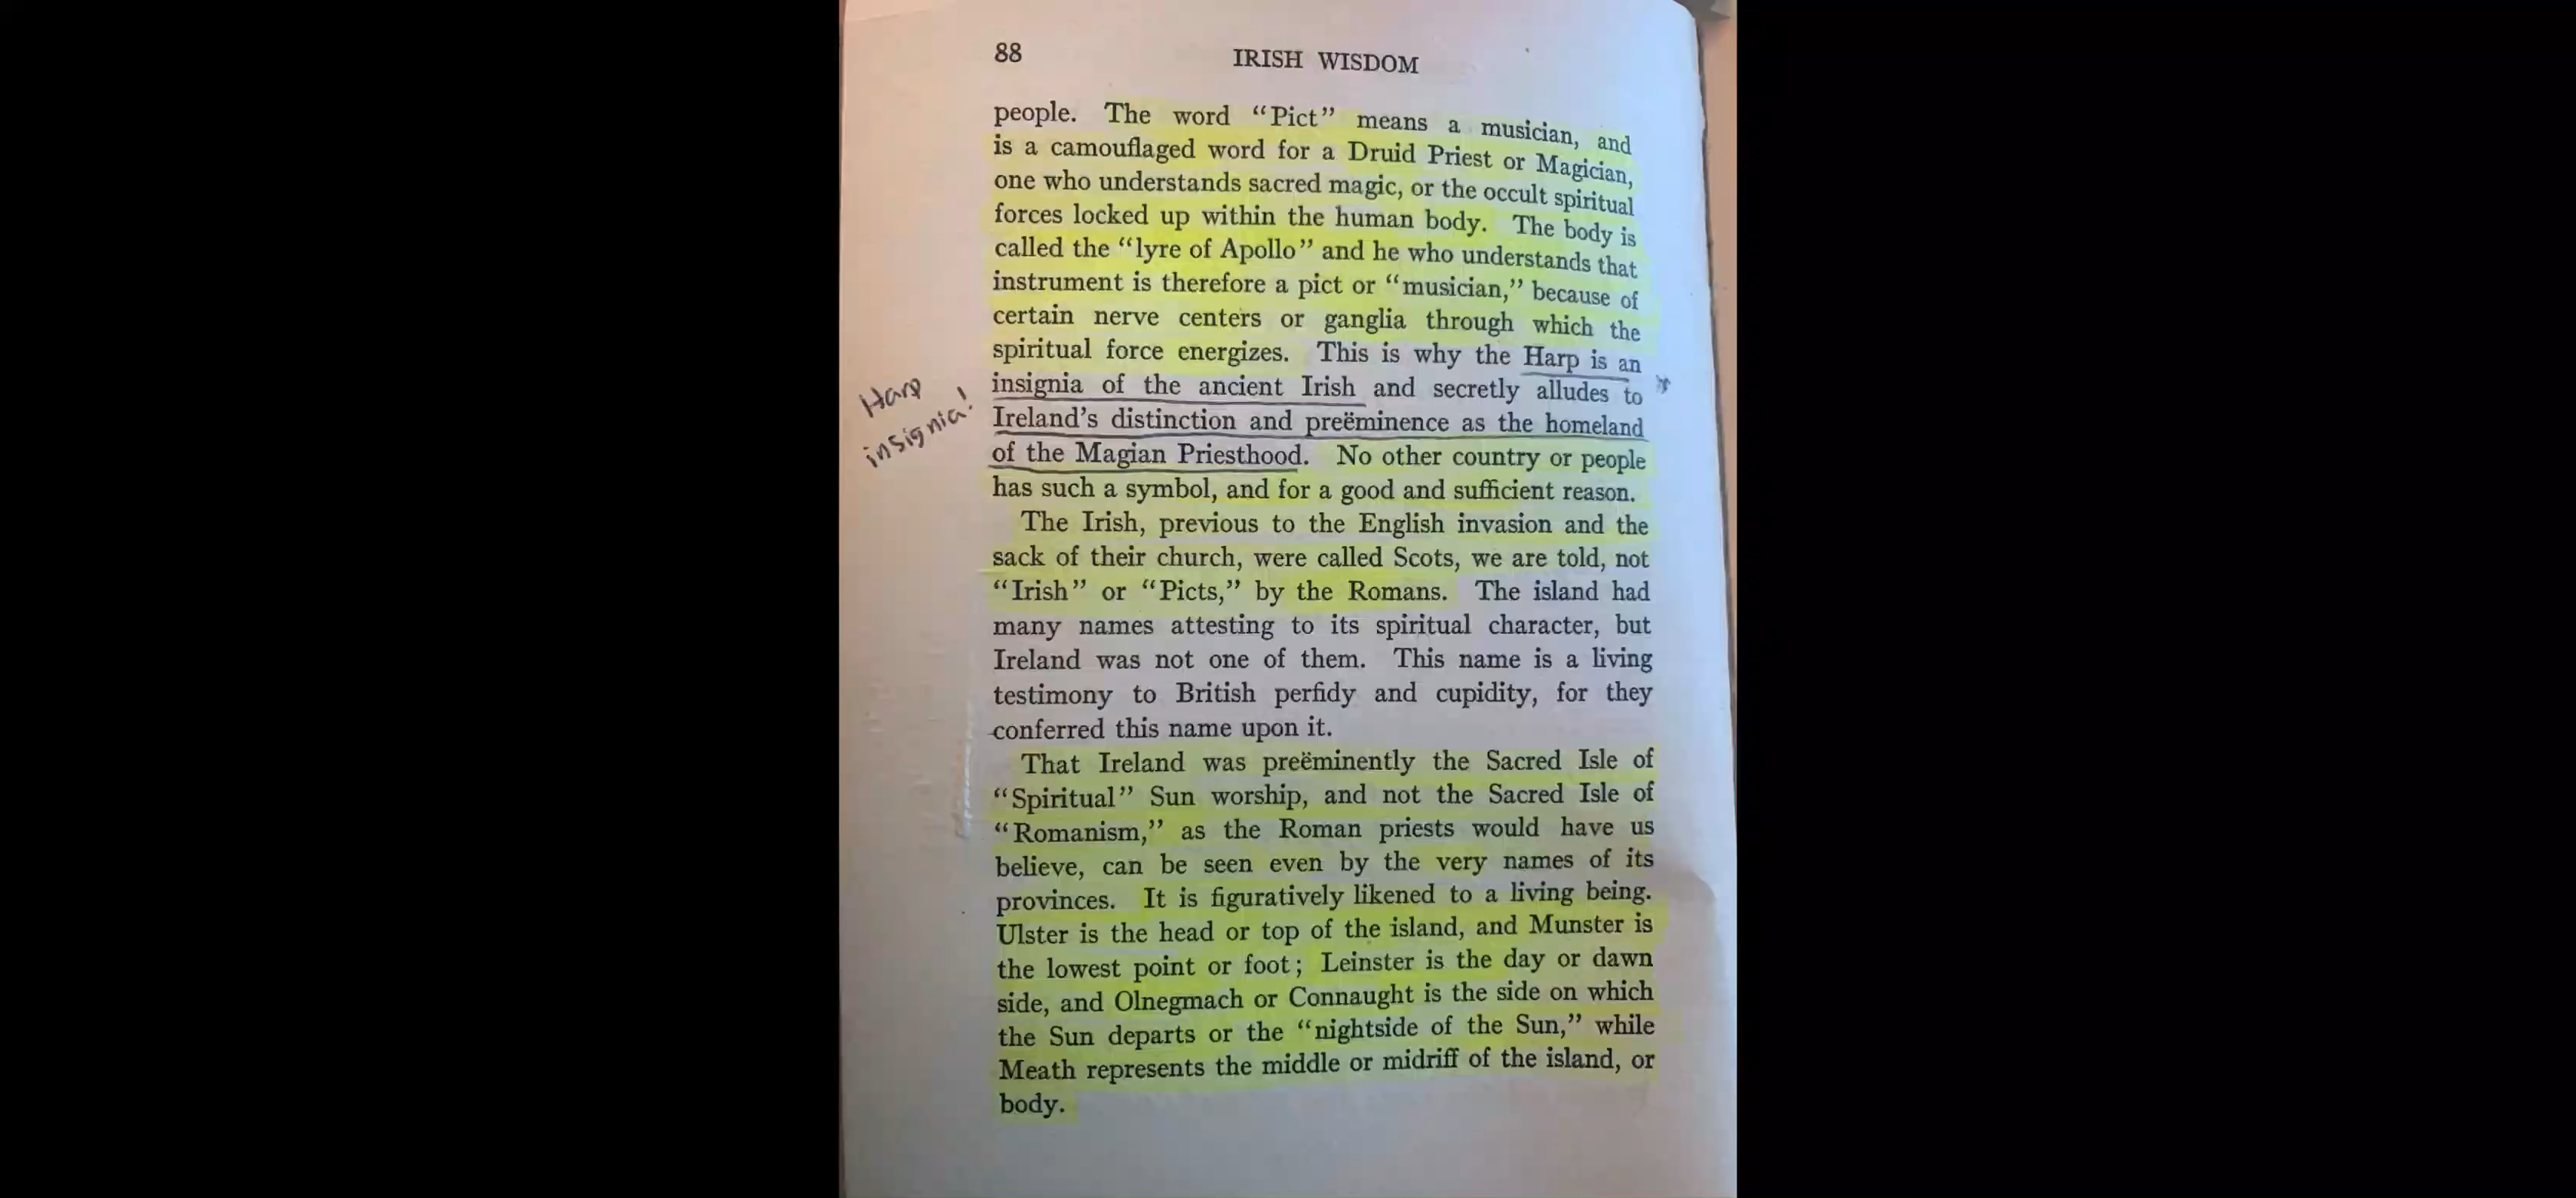 88
IRISH WISDOM
people. The word “Pict” means a musician, and
is a camouflaged word for a Druid Priest or Magician,
one who understands sacred magic, or the occult spiritual
forces locked up within the human body. The body is
called the “lyre of Apollo” and he who understands that
instrument is therefore a pict or “musician,” because of
certain nerve centers or ganglia through which the
spiritual force energizes. This is why the Harp is an
insignia of the ancient Irish and secretly alludes to
Ireland’s distinction and preëminence as the homeland
of the Magian Priesthood. No other country or people
has such a symbol, and for a good and sufficient reason.
Harp
insignia!
The Irish, previous to the English invasion and the
sack of their church, were called Scots, we are told, not
“Irish” or “Picts,” by the Romans. The island had
many names attesting to its spiritual character, but
Ireland was not one of them. This name is a living
testimony to British perfidy and cupidity, for they
conferred this name upon it.
That Ireland was preëminently the Sacred Isle of
“Spiritual” Sun worship, and not the Sacred Isle of
“Romanism,” as the Roman priests would have us
believe, can be seen even by the very names of its
provinces. It is figuratively likened to a living being.
Ulster is the head or top of the island, and Munster is
the lowest point or foot; Leinster is the day or dawn
side, and Olnegmach or Connaught is the side on which
the Sun departs or the “nightside of the Sun,” while
Meath represents the middle or midriff of the island, or
body.